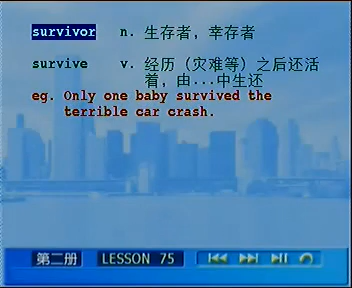 survivor n. 生存者，幸存者
survive v. 经历（灾难等）之后还活
着，由...中生还
eg. Only one baby survived the
terrible car crash.
第二册 LESSON 75